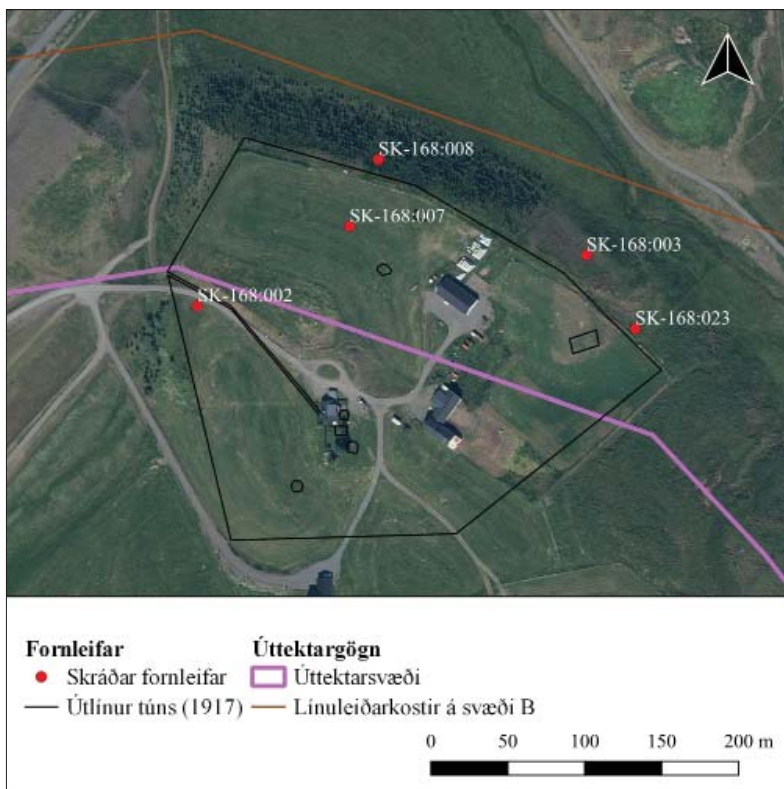 SK-168:008
SK-168:007
SK-168:003
SK-168:002
SK-168:023
Fornleifar
Skráðar fornleifar
Útlínur túns (1917)
Úttektargögn
Úttektarsvæði
Línuleiðarkostir á svæði B
0 50 100 150 200 m